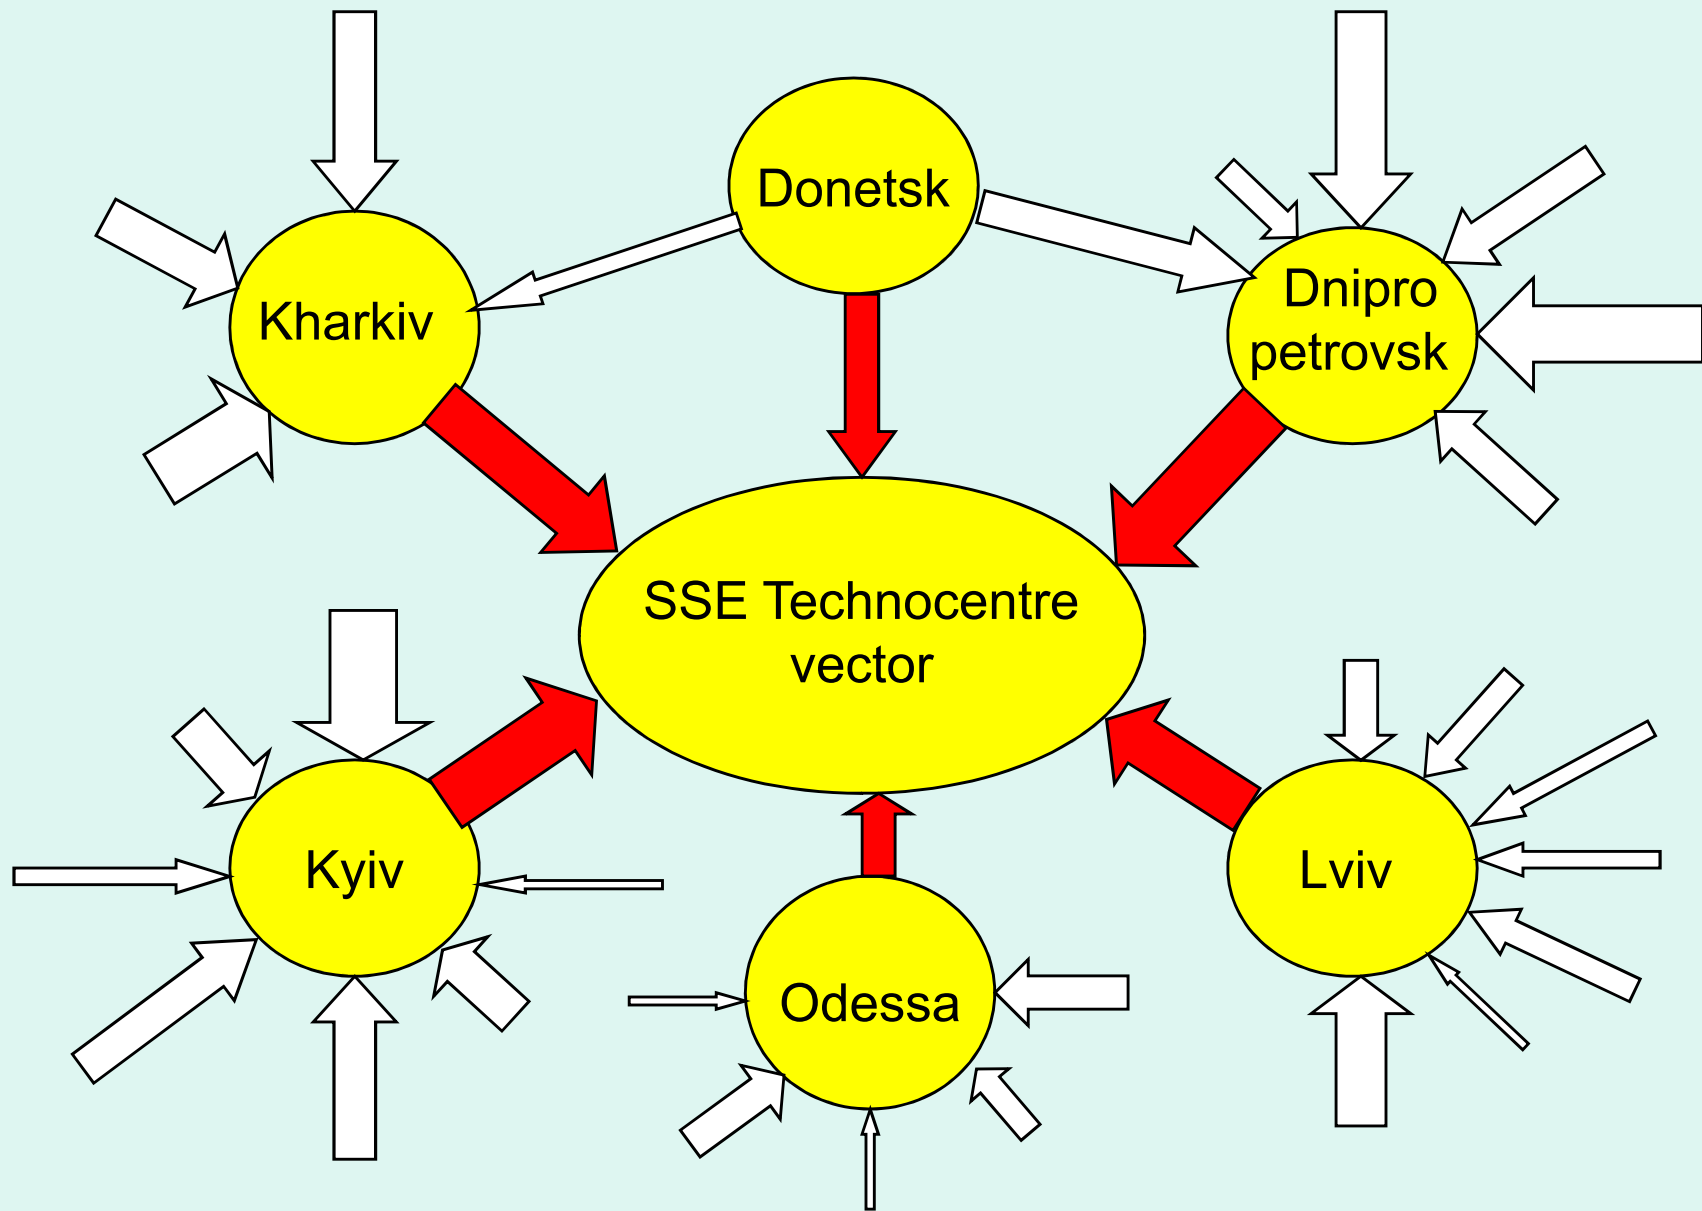 Donetsk
Kharkiv
Dnipro
petrovsk
SSE Technocentre
vector
Kyiv
Lviv
Odessa